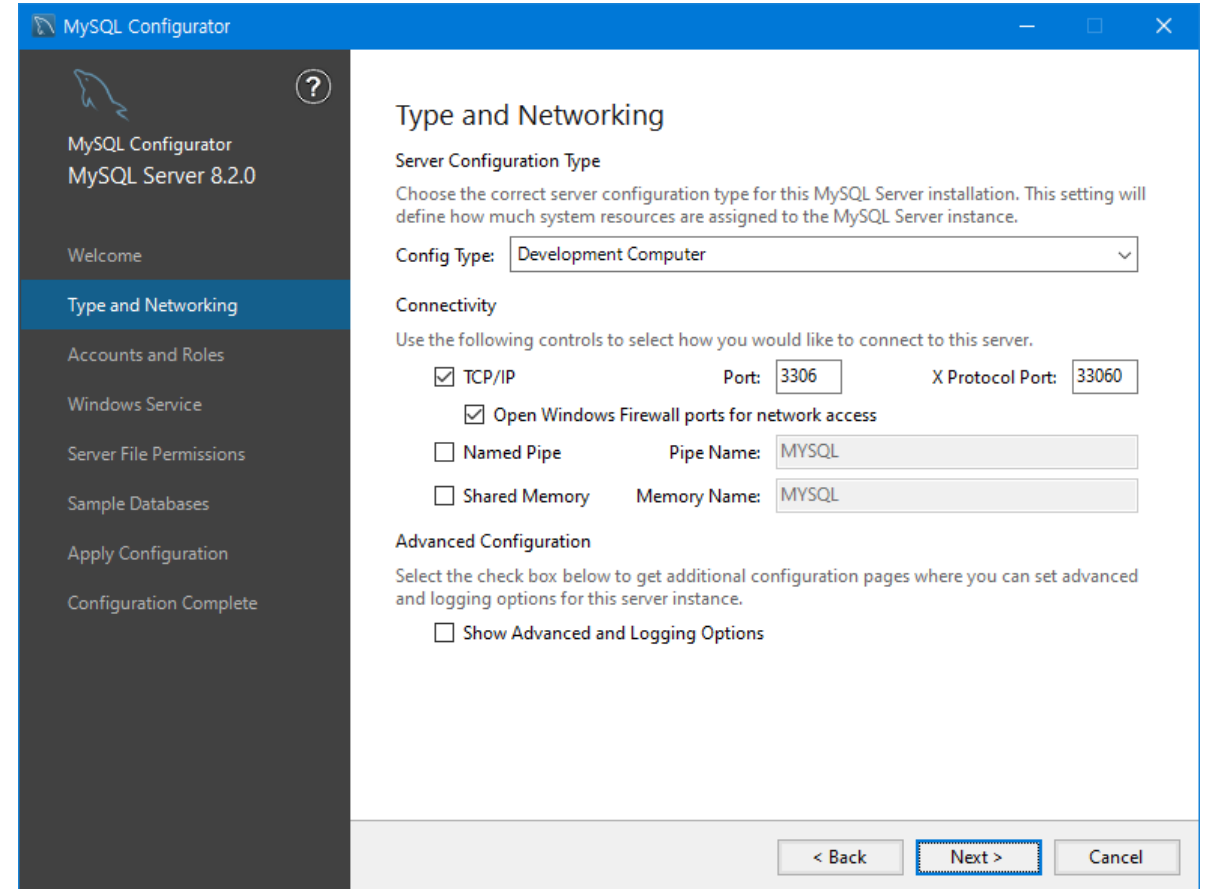 MySQL Configurator
?
MySQL Configurator
MySQL Server 8.2.0
Welcome
Type and Networking
Accounts and Roles
Windows Service
Server File Permissions
Sample Databases
Apply Configuration
Configuration Complete
Type and Networking
Server Configuration Type
Choose the correct server configuration type for this MySQL Server installation. This setting will
define how much system resources are assigned to the MySQL Server instance.
Config Type: Development Computer
Connectivity
Use the following controls to select how you would like to connect to this server.
TCP/IP Port: 3306 X Protocol Port: 33060
Open Windows Firewall ports for network access
Named Pipe Pipe Name: MYSQL
Shared Memory Memory Name: MYSQL
Advanced Configuration
Select the check box below to get additional configuration pages where you can set advanced
and logging options for this server instance.
Show Advanced and Logging Options
< Back Next > Cancel